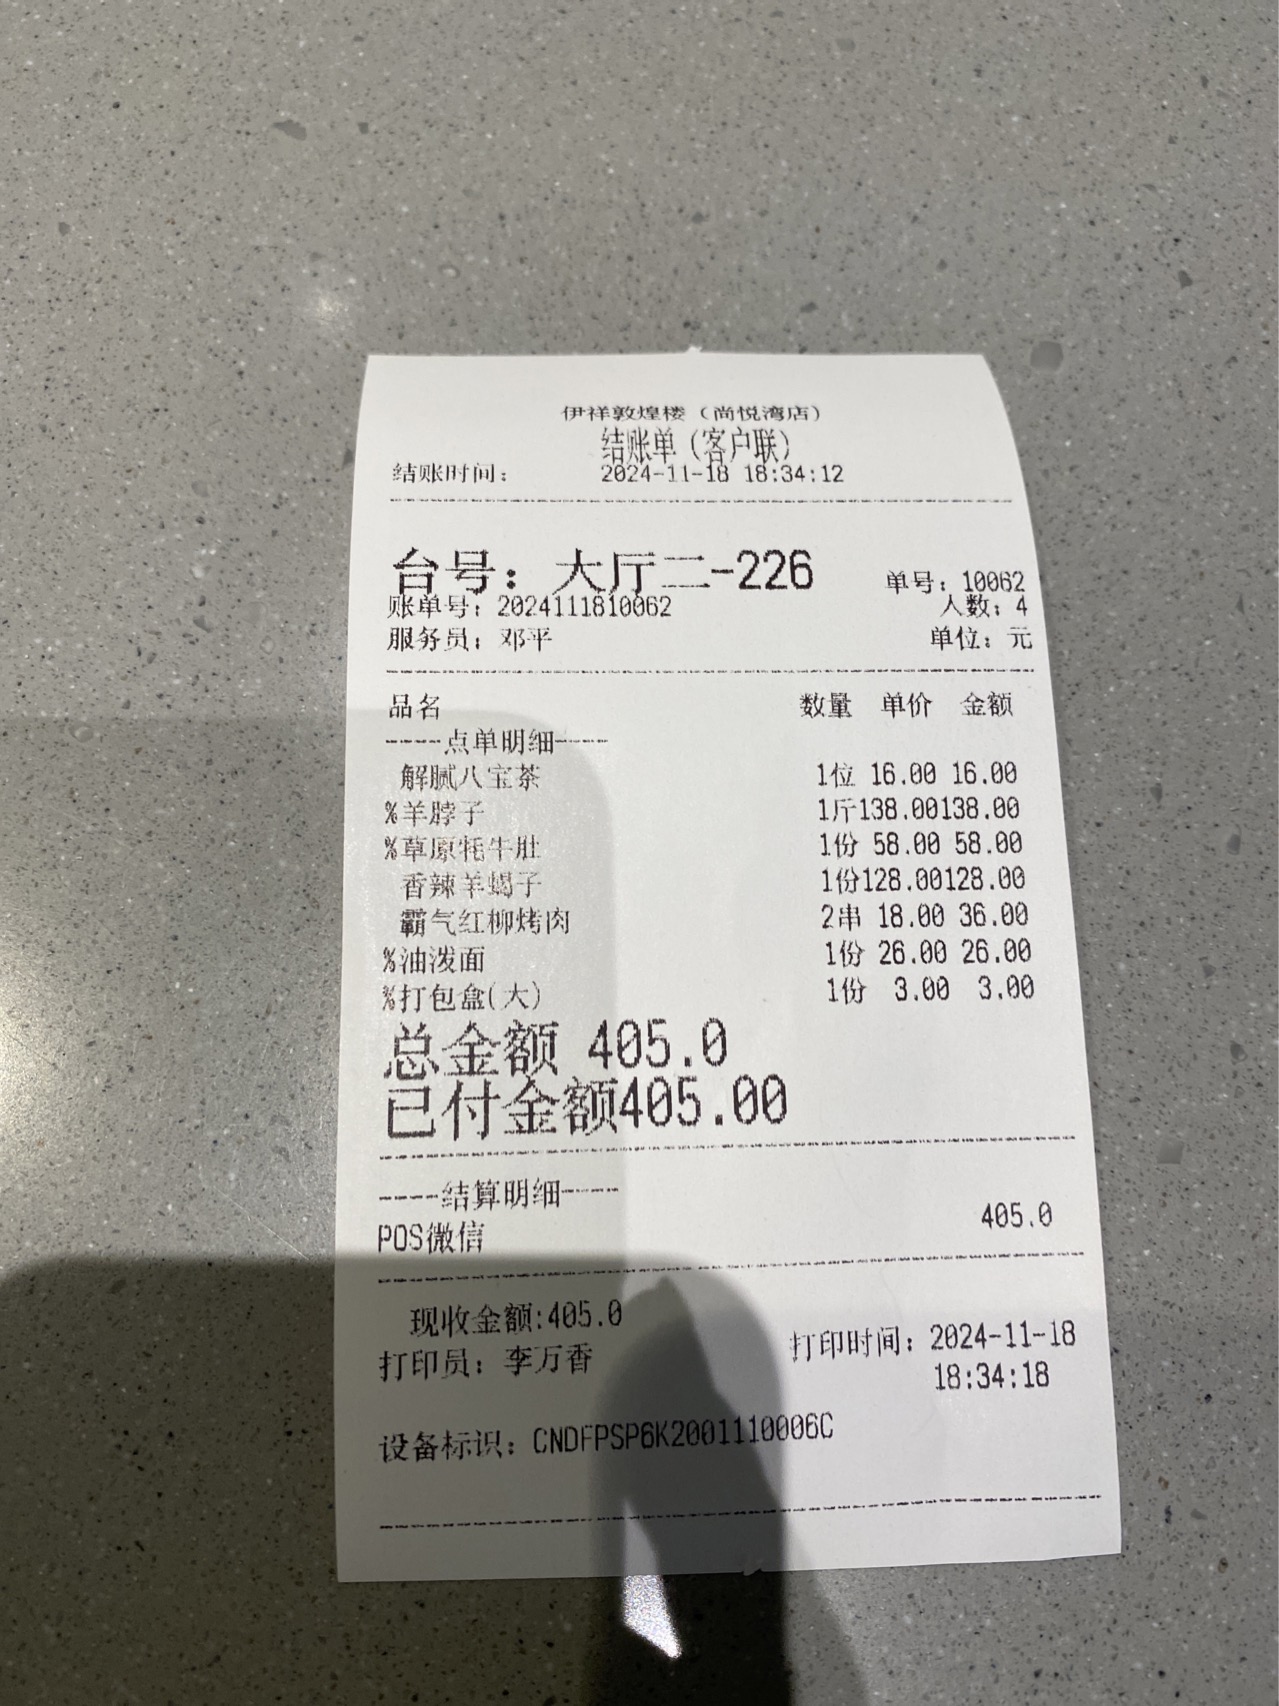 伊祥敦煌楼（尚悦湾店）
结账单（客户联）
结账时间： 2024-11-18 18:34:12
台号：大厅二-226 单号：10062
账单号：2024111810062 人数：4
服务员：邓平 单位：元
品名 数量 单价 金额
----点单明细----
解腻八宝茶 1位 16.00 16.00
%羊脖子 1斤138.00138.00
%草原牦牛肚 1份 58.00 58.00
香辣羊蝎子 1份128.00128.00
霸气红柳烤肉 2串 18.00 36.00
%油泼面 1份 26.00 26.00
%打包盒(大) 1份 3.00 3.00
总金额 405.0
已付金额405.00
----结算明细----
POS微信 405.0
现收金额:405.0
打印员：李万香 打印时间：2024-11-18
18:34:18
设备标识：CNDFPSP6K2001110006C